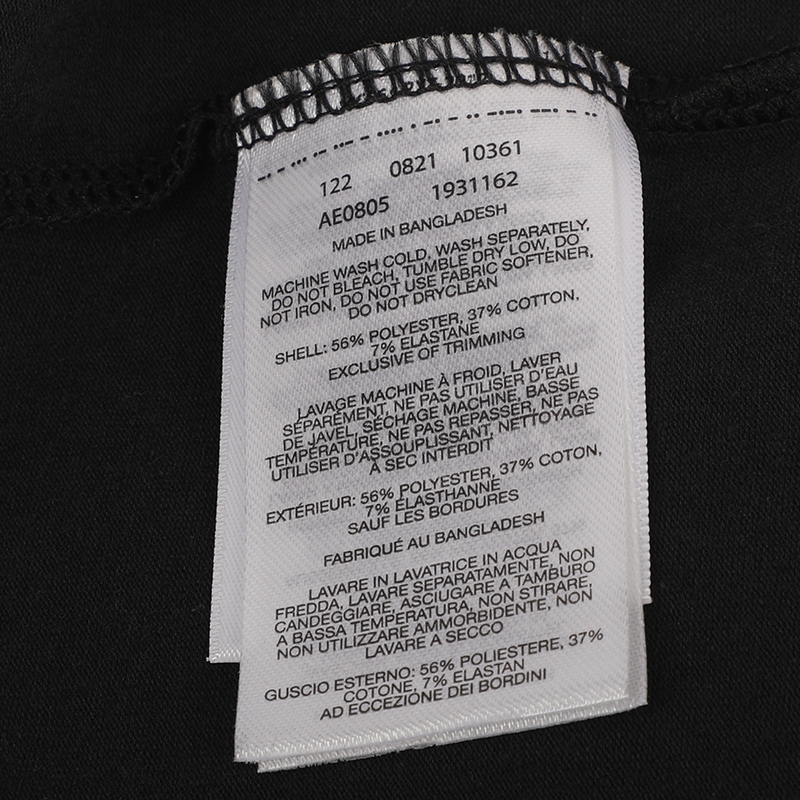 122 0821 10361
AE0805 1931162
MADE IN BANGLADESH
MACHINE WASH COLD, WASH SEPARATELY,
DO NOT BLEACH, TUMBLE DRY LOW, DO
NOT IRON, DO NOT USE FABRIC SOFTENER,
DO NOT DRYCLEAN
SHELL: 56% POLYESTER, 37% COTTON,
7% ELASTANE
EXCLUSIVE OF TRIMMING
LAVAGE MACHINE À FROID, LAVER
SÉPARÉMENT, NE PAS UTILISER D'EAU
DE JAVEL, SÉCHAGE MACHINE, BASSE
TEMPÉRATURE, NE PAS REPASSER, NE PAS
UTILISER D'ASSOUPLISSANT, NETTOYAGE
À SEC INTERDIT
EXTÉRIEUR: 56% POLYESTER, 37% COTON,
7% ÉLASTHANNE
SAUF LES BORDURES
FABRIQUÉ AU BANGLADESH
LAVARE IN LAVATRICE IN ACQUA
FREDDA, LAVARE SEPARATAMENTE, NON
CANDEGGIARE, ASCIUGARE A TAMBURO
A BASSA TEMPERATURA, NON STIRARE,
NON UTILIZZARE AMMORBIDENTE, NON
LAVARE A SECCO
GUSCIO ESTERNO: 56% POLIESTERE, 37%
COTONE, 7% ELASTAN
AD ECCEZIONE DEI BORDINI